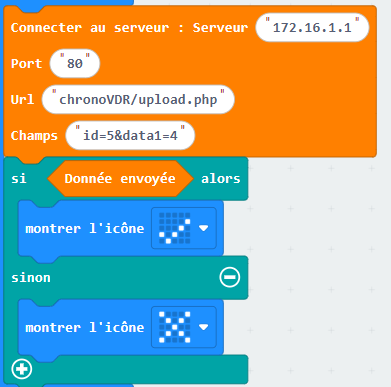 Connecter au serveur : Serveur "172.16.1.1"
Port "80"
Url "chronoVDR/upload.php"
Champs "id=5&data1=4"
si Donnée envoyée alors
montrer l'icône
sinon
montrer l'icône